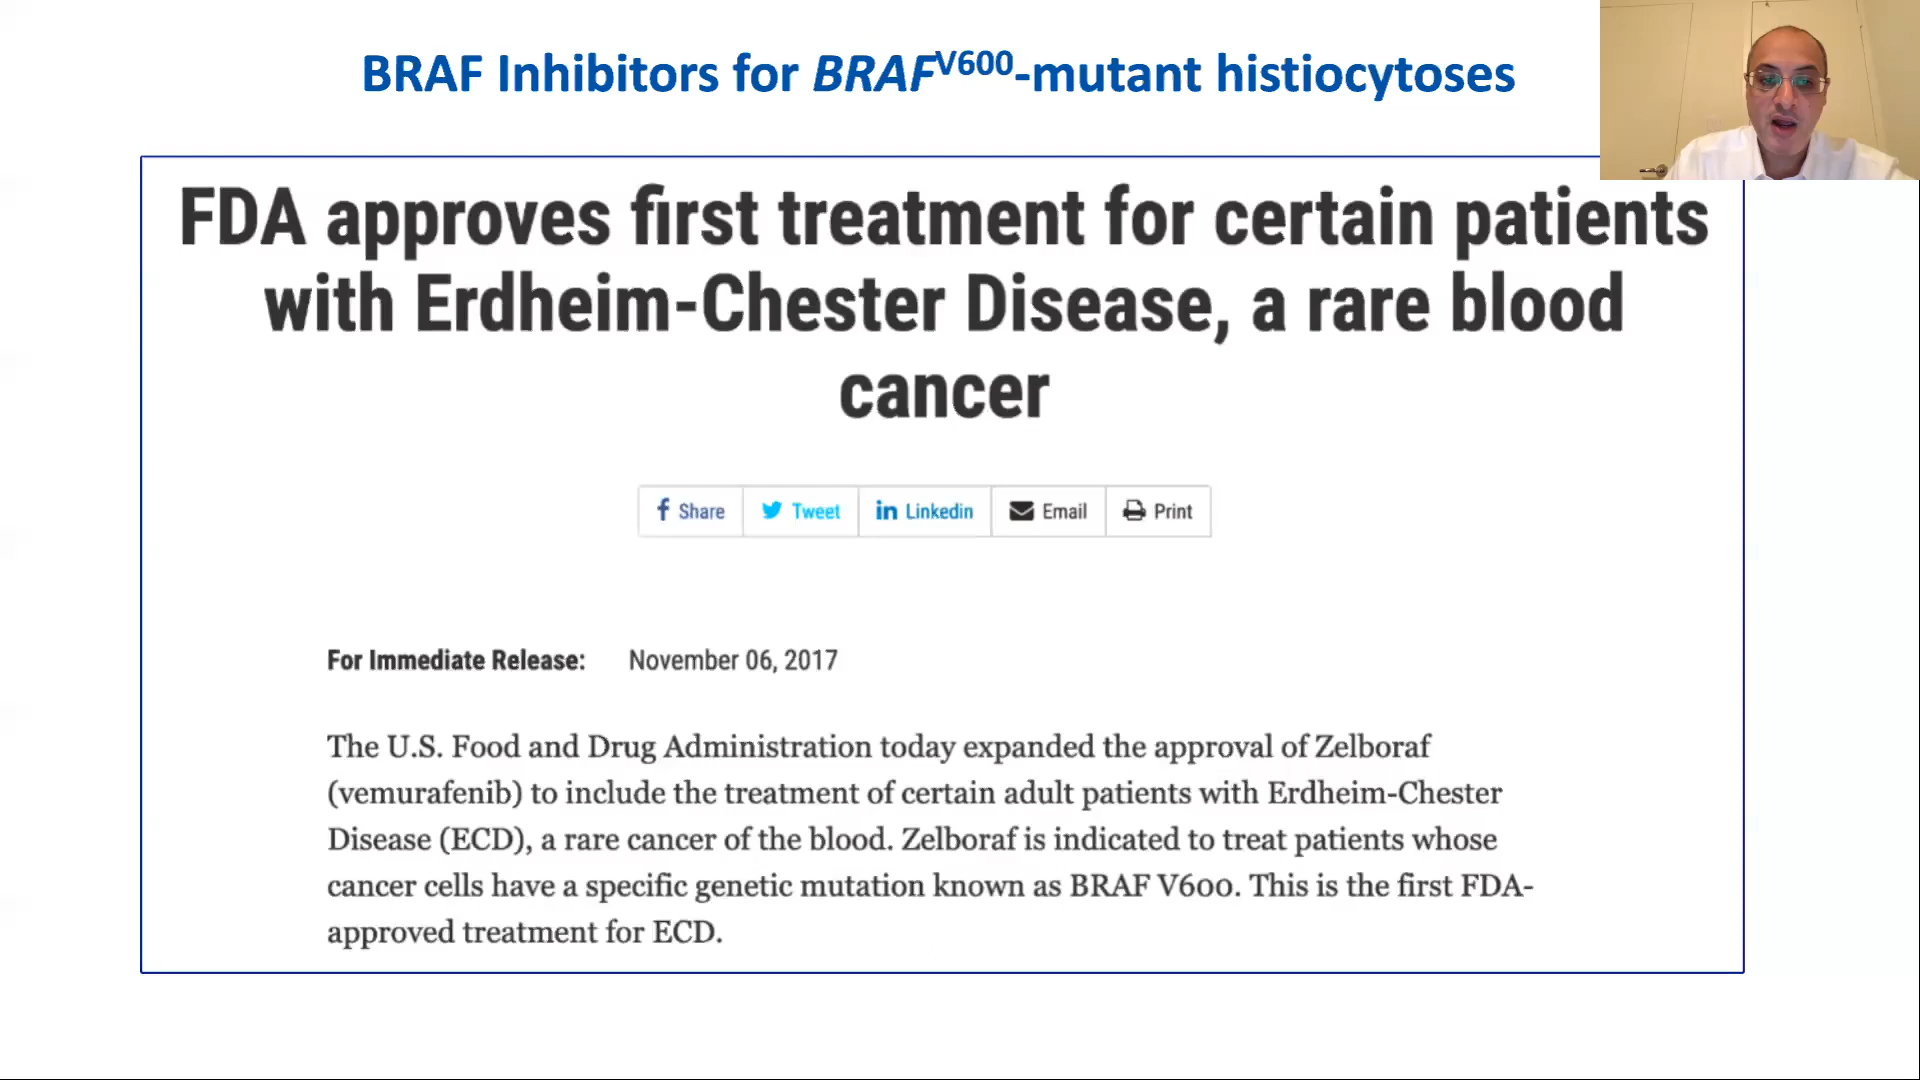 BRAF Inhibitors for BRAFV600-mutant histiocytoses
FDA approves first treatment for certain patients
with Erdheim-Chester Disease, a rare blood
cancer
Share Tweet Linkedin Email Print
For Immediate Release: November 06, 2017
The U.S. Food and Drug Administration today expanded the approval of Zelboraf
(vemurafenib) to include the treatment of certain adult patients with Erdheim-Chester
Disease (ECD), a rare cancer of the blood. Zelboraf is indicated to treat patients whose
cancer cells have a specific genetic mutation known as BRAF V600. This is the first FDA-
approved treatment for ECD.